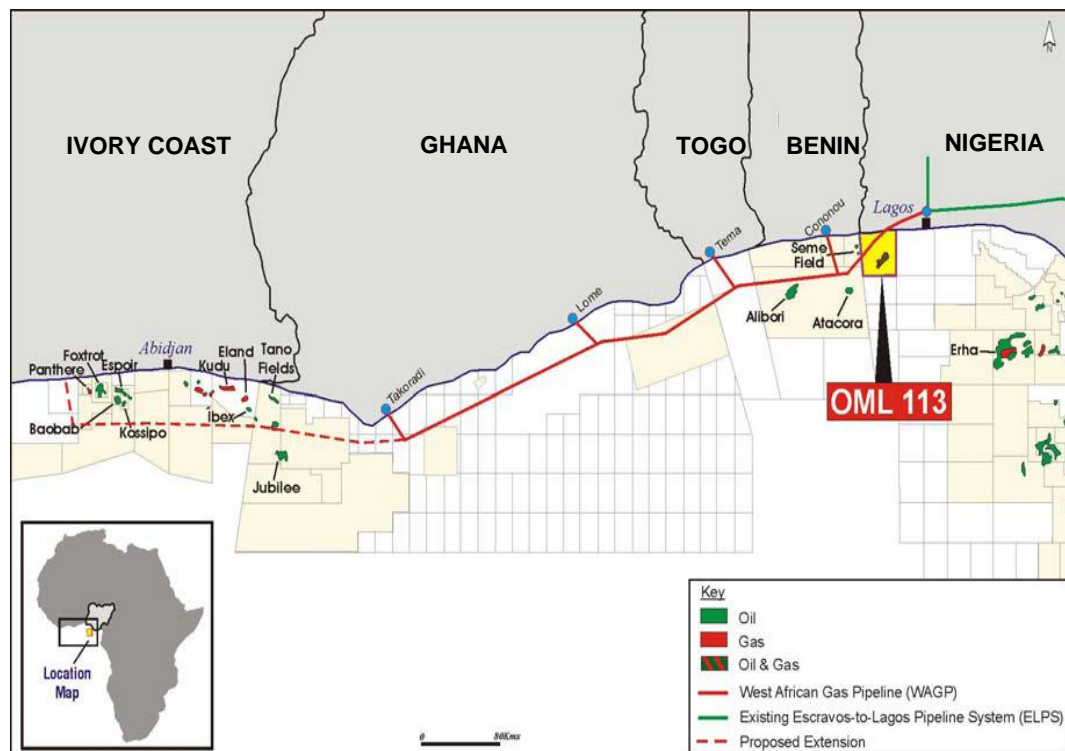 N
IVORY COAST
GHANA
TOGO
BENIN
NIGERIA
Lagos
Cononou
Tema
Seme
Field
Lome
Alibori
Atacora
Erha
OML 113
Abidjan
Panthere
Foxtrot
Espoir
Kudu
Eland
Tano
Fields
Takoradi
Ibex
Baobab
Kossipo
Jubilee
Location
Map
Key
Oil
Gas
Oil & Gas
West African Gas Pipeline (WAGP)
Existing Escravos-to-Lagos Pipeline System (ELPS)
Proposed Extension
0 80Kms